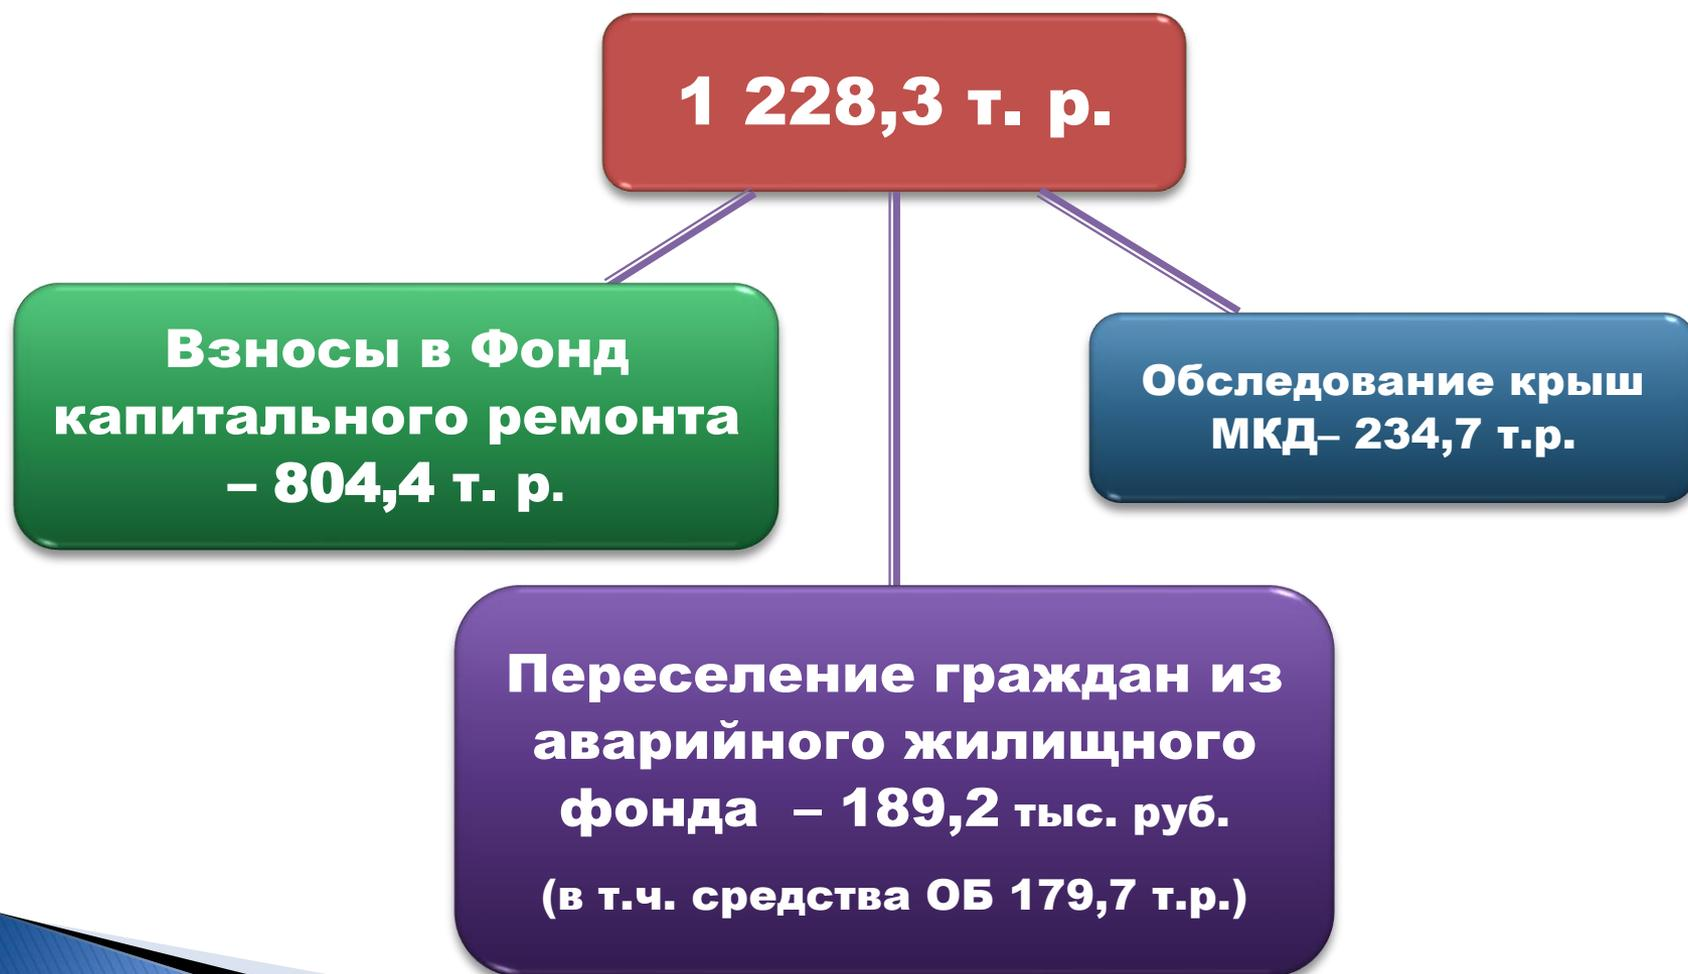 1 228,3 т. р.
Взносы в Фонд
капитального ремонта
– 804,4 т. р.
Обследование крыш
МКД– 234,7 т.р.
Переселение граждан из
аварийного жилищного
фонда – 189,2 тыс. руб.
(в т.ч. средства ОБ 179,7 т.р.)